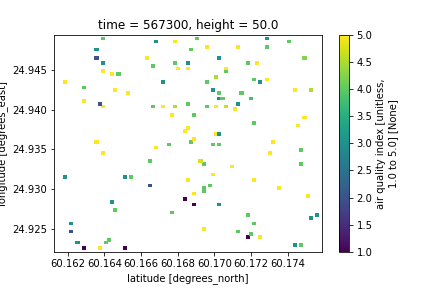 time = 567300, height = 50.0
24.945
24.940
24.935
24.930
24.925
longitude [degrees_east]
60.162 60.164 60.166 60.168 60.170 60.172 60.174
latitude [degrees_north]
5.0
4.5
4.0
3.5
3.0
2.5
2.0
1.5
1.0
air quality index [unitless,
1.0 to 5.0] [None]